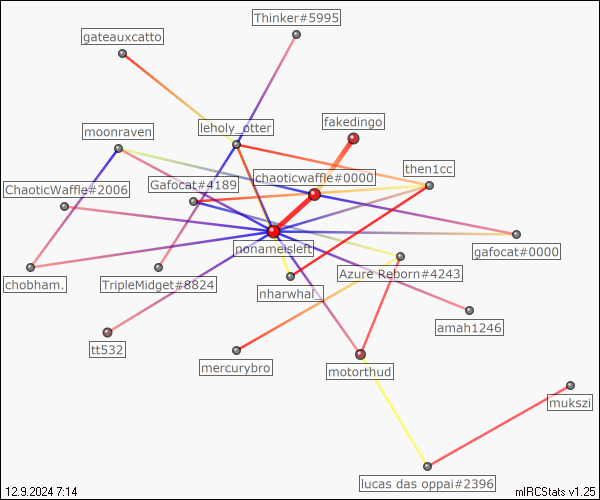 Thinker#5995
gateauxcatto
fakedingo
leholy_otter
moonraven
then1cc
chaoticwaffle#0000
Gafocat#4189
ChaoticWaffle#2006
nonameisleft
gafocat#0000
Azure Reborn#4243
chobham.
TripleMidget#8824
nharwhal_
amah1246
tt532
mercurybro
motorthud
mukszi
lucas das oppai#2396
12.9.2024 7:14
mIRCStats v1.25